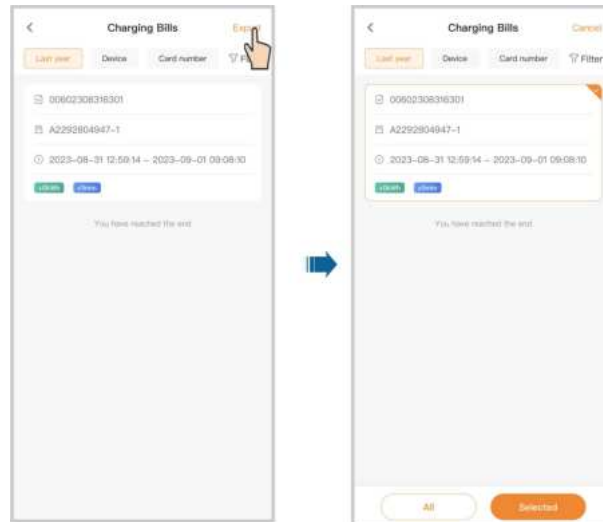 Charging Bills
Export
Last year
Device
Card number
00602308316301
A2292804947-1
2023-08-31 12:59:14 - 2023-09-01 09:08:10
You have reached the end
Charging Bills
Cancel
Last year
Device
Card number
Filter
00602308316301
A2292804947-1
2023-08-31 12:59:14 - 2023-09-01 09:08:10
You have reached the end
All
Selected